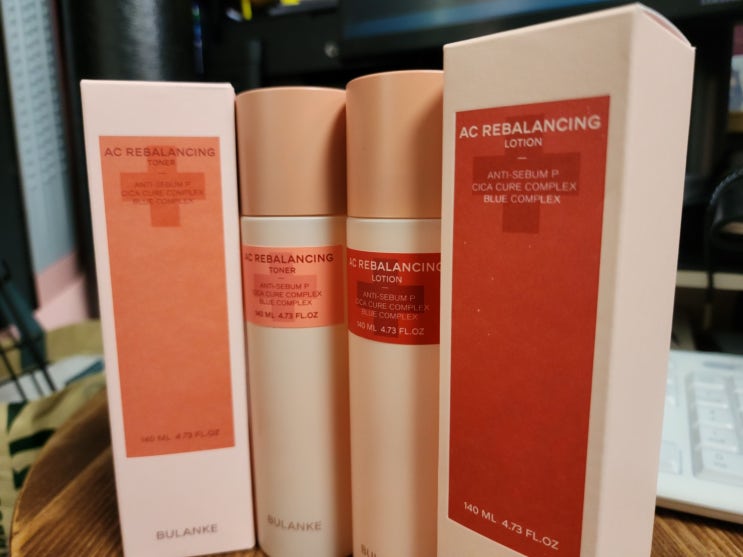 AC REBALANCING
TONER
ANTI-SEBUM P
CICA CURE COMPLEX
BLUE COMPLEX
140 ML 4.73 FL.OZ
BULANKE
AC REBALANCING
TONER
ANTI-SEBUM P
CICA CURE COMPLEX
BLUE COMPLEX
140 ML 4.73 FL.OZ
BULANKE
AC REBALANCING
LOTION
ANTI-SEBUM P
CICA CURE COMPLEX
BLUE COMPLEX
140 ML 4.73 FL.OZ
AC REBALANCING
LOTION
ANTI-SEBUM P
CICA CURE COMPLEX
BLUE COMPLEX
140 ML 4.73 FL.OZ